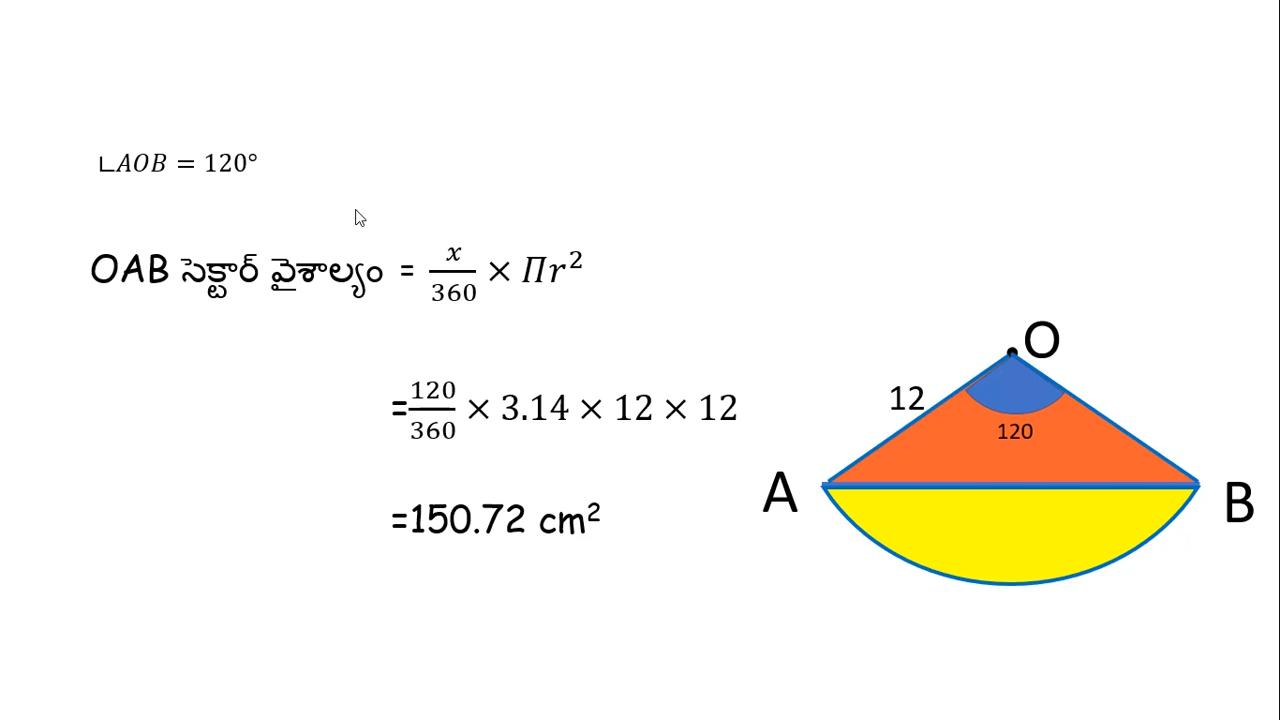 ∟AOB = 120°
OAB సెక్టార్ వైశాల్యం = x/360 × Πr²
=120/360 × 3.14 × 12 × 12
=150.72 cm²
O
12
120
A
B